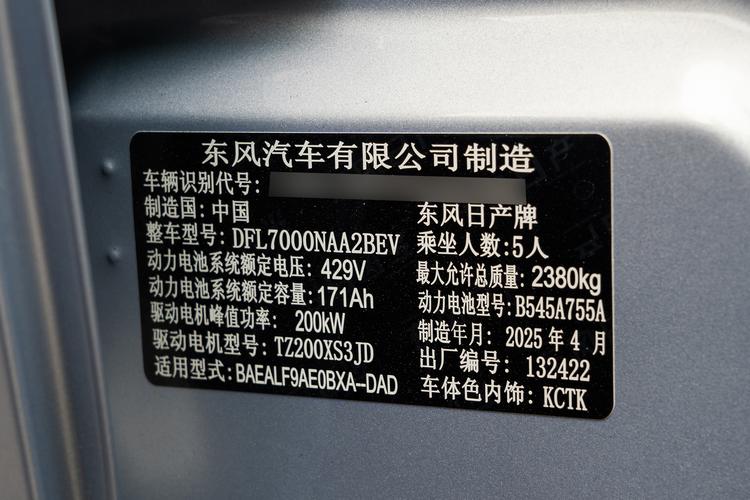 东风汽车有限公司制造
车辆识别代号:
制造国: 中国 东风日产牌
整车型号: DFL7000NAA2BEV 乘坐人数: 5人
动力电池系统额定电压: 429V 最大允许总质量: 2380kg
动力电池系统额定容量: 171Ah 动力电池型号: B545A755A
驱动电机峰值功率: 200kW 制造年月: 2025年4月
驱动电机型号: TZ200XS3JD 出厂编号: 132422
适用型式: BAEALF9AE0BXA--DAD 车体色内饰: KCTK